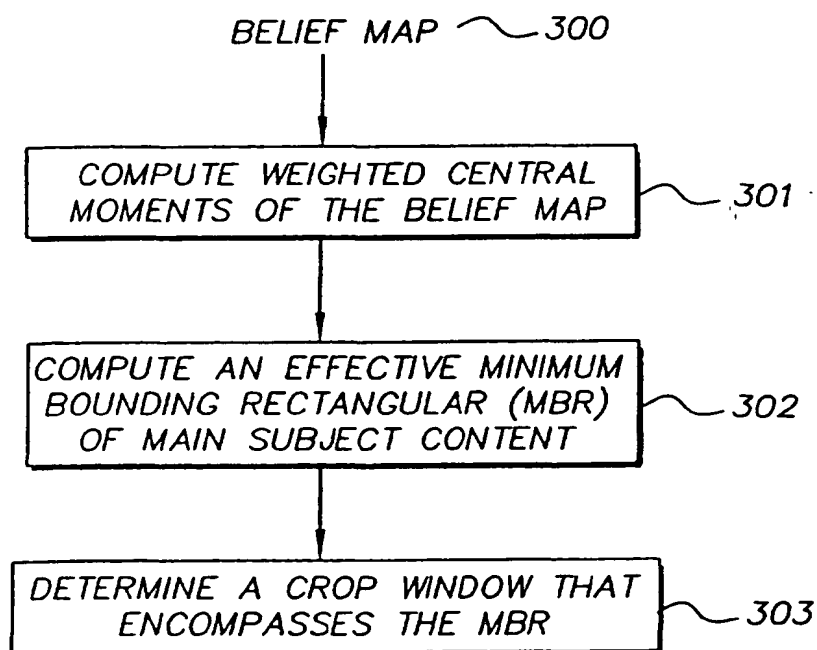 BELIEF MAP 300
COMPUTE WEIGHTED CENTRAL
MOMENTS OF THE BELIEF MAP
301
COMPUTE AN EFFECTIVE MINIMUM
BOUNDING RECTANGULAR (MBR)
OF MAIN SUBJECT CONTENT
302
DETERMINE A CROP WINDOW THAT
ENCOMPASSES THE MBR
303